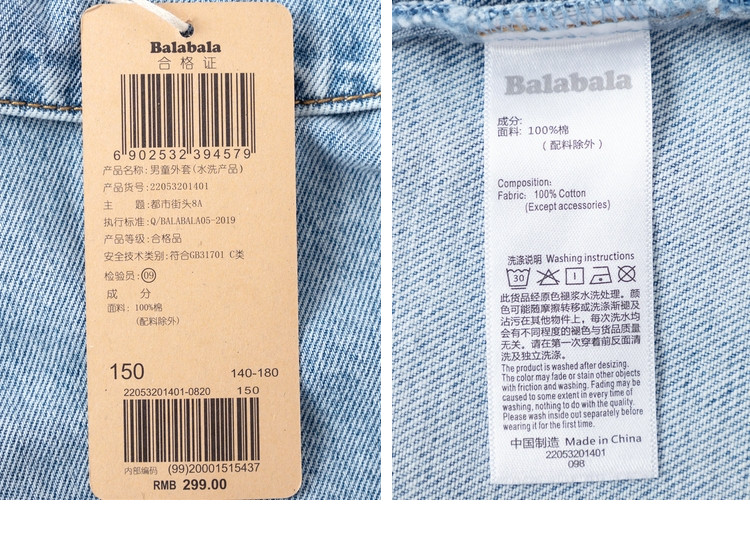 Balabala
合格证
6 902532 394579
产品名称:男童外套(水洗产品)
产品货号:22053201401
主 题:都市街头8A
执行标准:Q/BALABALA05-2019
产品等级:合格品
安全技术类别:符合GB31701 C类
检验员:09
成 分
面料: 100%棉
(配料除外)
150 140-180
22053201401-0820 150
内部编码 (99)20001515437
RMB 299.00
Balabala
成分:
面料: 100%棉
(配料除外)
Composition:
Fabric: 100% Cotton
(Except accessories)
洗涤说明 Washing instructions
30
此货品经原色褪浆水洗处理。颜
色可能随摩擦转移或洗涤渐褪及
沾污在其他物件上，每次洗水均
会有不同程度的褪色与货品质量
无关。请在第一次穿着前反面清
洗及独立洗涤。
The product is washed after desizing.
The color may fade or stain other objects
with friction and washing. Fading may be
caused to some extent in every time of
washing, nothing to do with the quality.
Please wash inside out separately before
wearing it for the first time.
中国制造 Made in China
22053201401
098